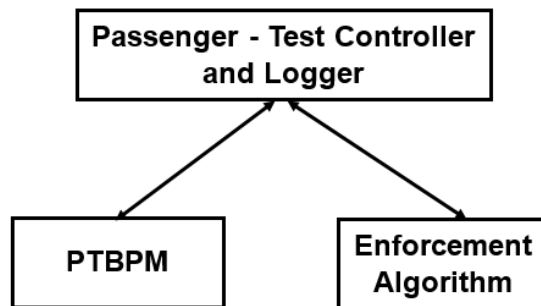 Passenger - Test Controller
and Logger
PTBPM
Enforcement
Algorithm